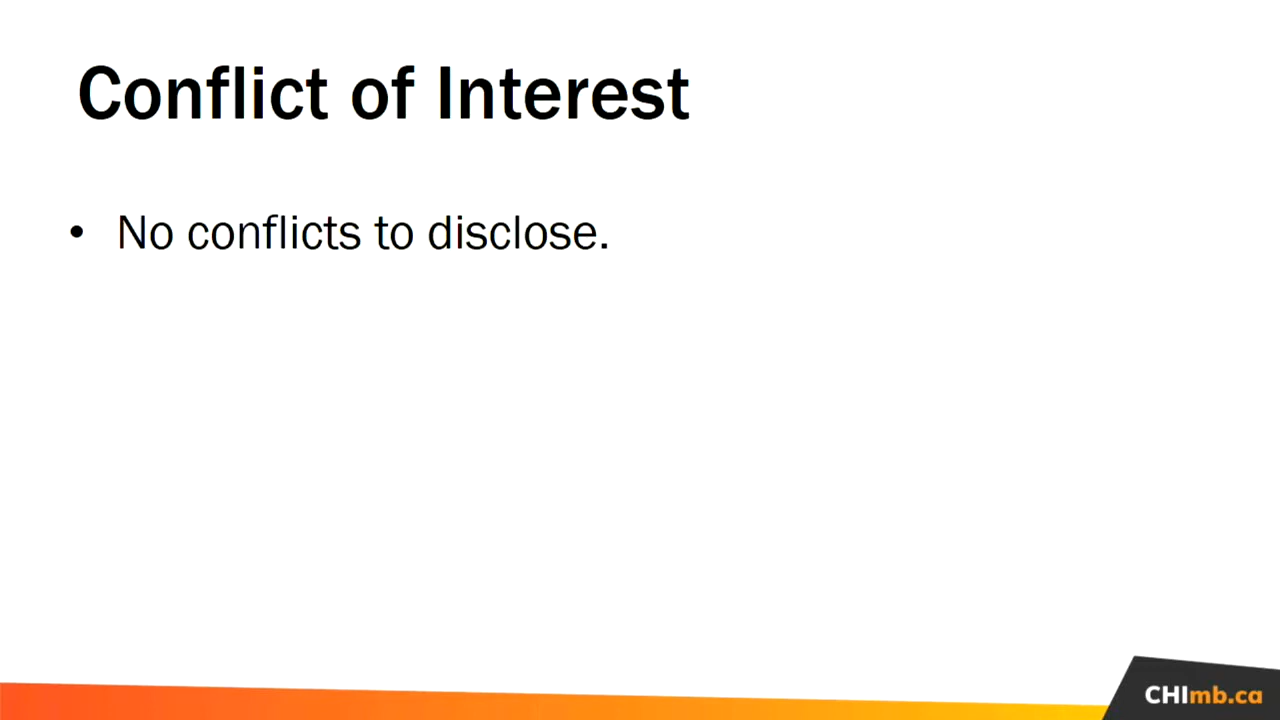 Conflict of Interest
• No conflicts to disclose.
CHImb.ca